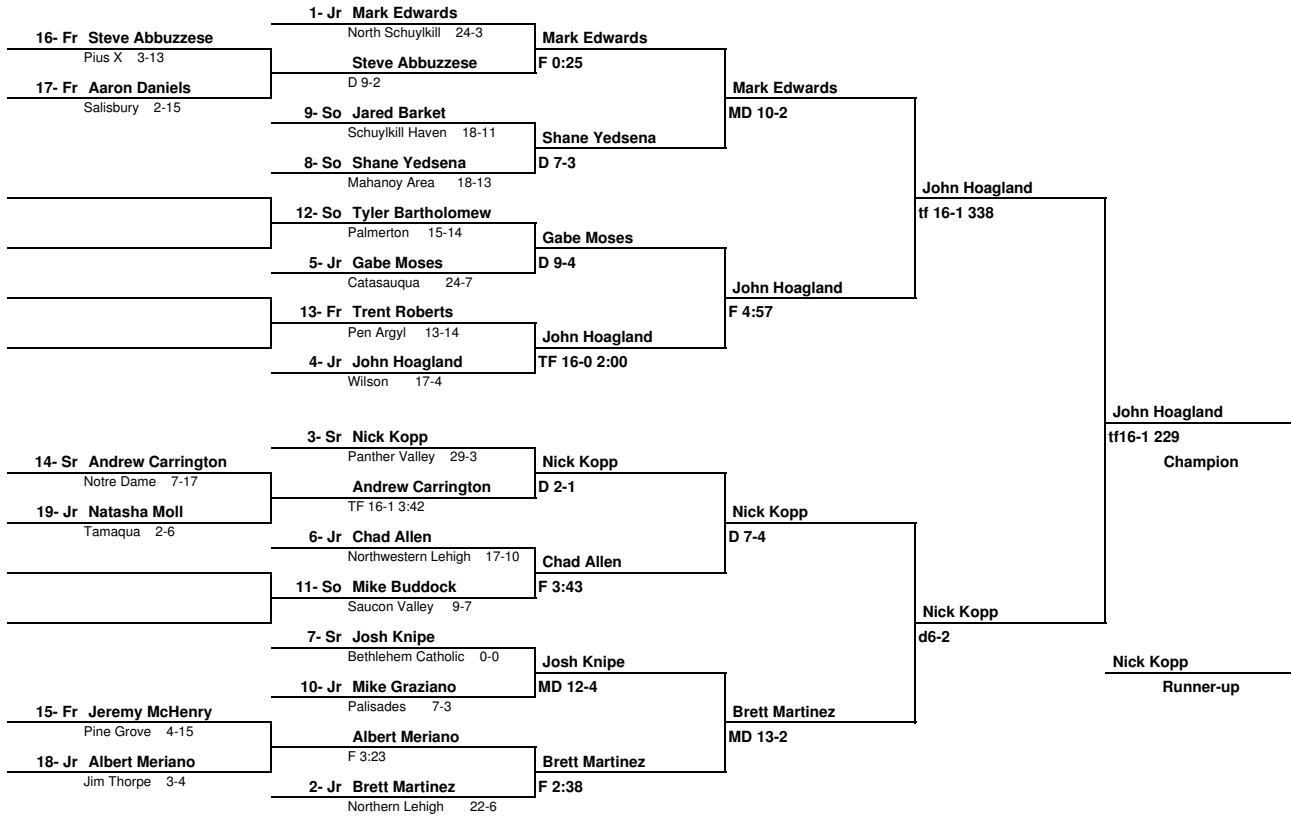 1- Jr Mark Edwards
North Schuylkill 24-3
16- Fr Steve Abbuzzese
Pius X 3-13
Mark Edwards
F 0:25
Steve Abbuzzese
D 9-2
17- Fr Aaron Daniels
Salisbury 2-15
Mark Edwards
MD 10-2
9- So Jared Barket
Schuylkill Haven 18-11
Shane Yedsena
D 7-3
8- So Shane Yedsena
Mahanoy Area 18-13
John Hoagland
tf 16-1 338
12- So Tyler Bartholomew
Palmerton 15-14
Gabe Moses
D 9-4
5- Jr Gabe Moses
Catasauqua 24-7
John Hoagland
F 4:57
13- Fr Trent Roberts
Pen Argyl 13-14
John Hoagland
TF 16-0 2:00
4- Jr John Hoagland
Wilson 17-4
John Hoagland
tf16-1 229
Champion
3- Sr Nick Kopp
Panther Valley 29-3
14- Sr Andrew Carrington
Notre Dame 7-17
Nick Kopp
D 2-1
Andrew Carrington
TF 16-1 3:42
19- Jr Natasha Moll
Tamaqua 2-6
Nick Kopp
D 7-4
6- Jr Chad Allen
Northwestern Lehigh 17-10
Chad Allen
F 3:43
11- So Mike Buddock
Saucon Valley 9-7
Nick Kopp
d6-2
7- Sr Josh Knipe
Bethlehem Catholic 0-0
Josh Knipe
MD 12-4
Nick Kopp
Runner-up
10- Jr Mike Graziano
Palisades 7-3
15- Fr Jeremy McHenry
Pine Grove 4-15
Brett Martinez
MD 13-2
Albert Meriano
F 3:23
18- Jr Albert Meriano
Jim Thorpe 3-4
Brett Martinez
F 2:38
2- Jr Brett Martinez
Northern Lehigh 22-6